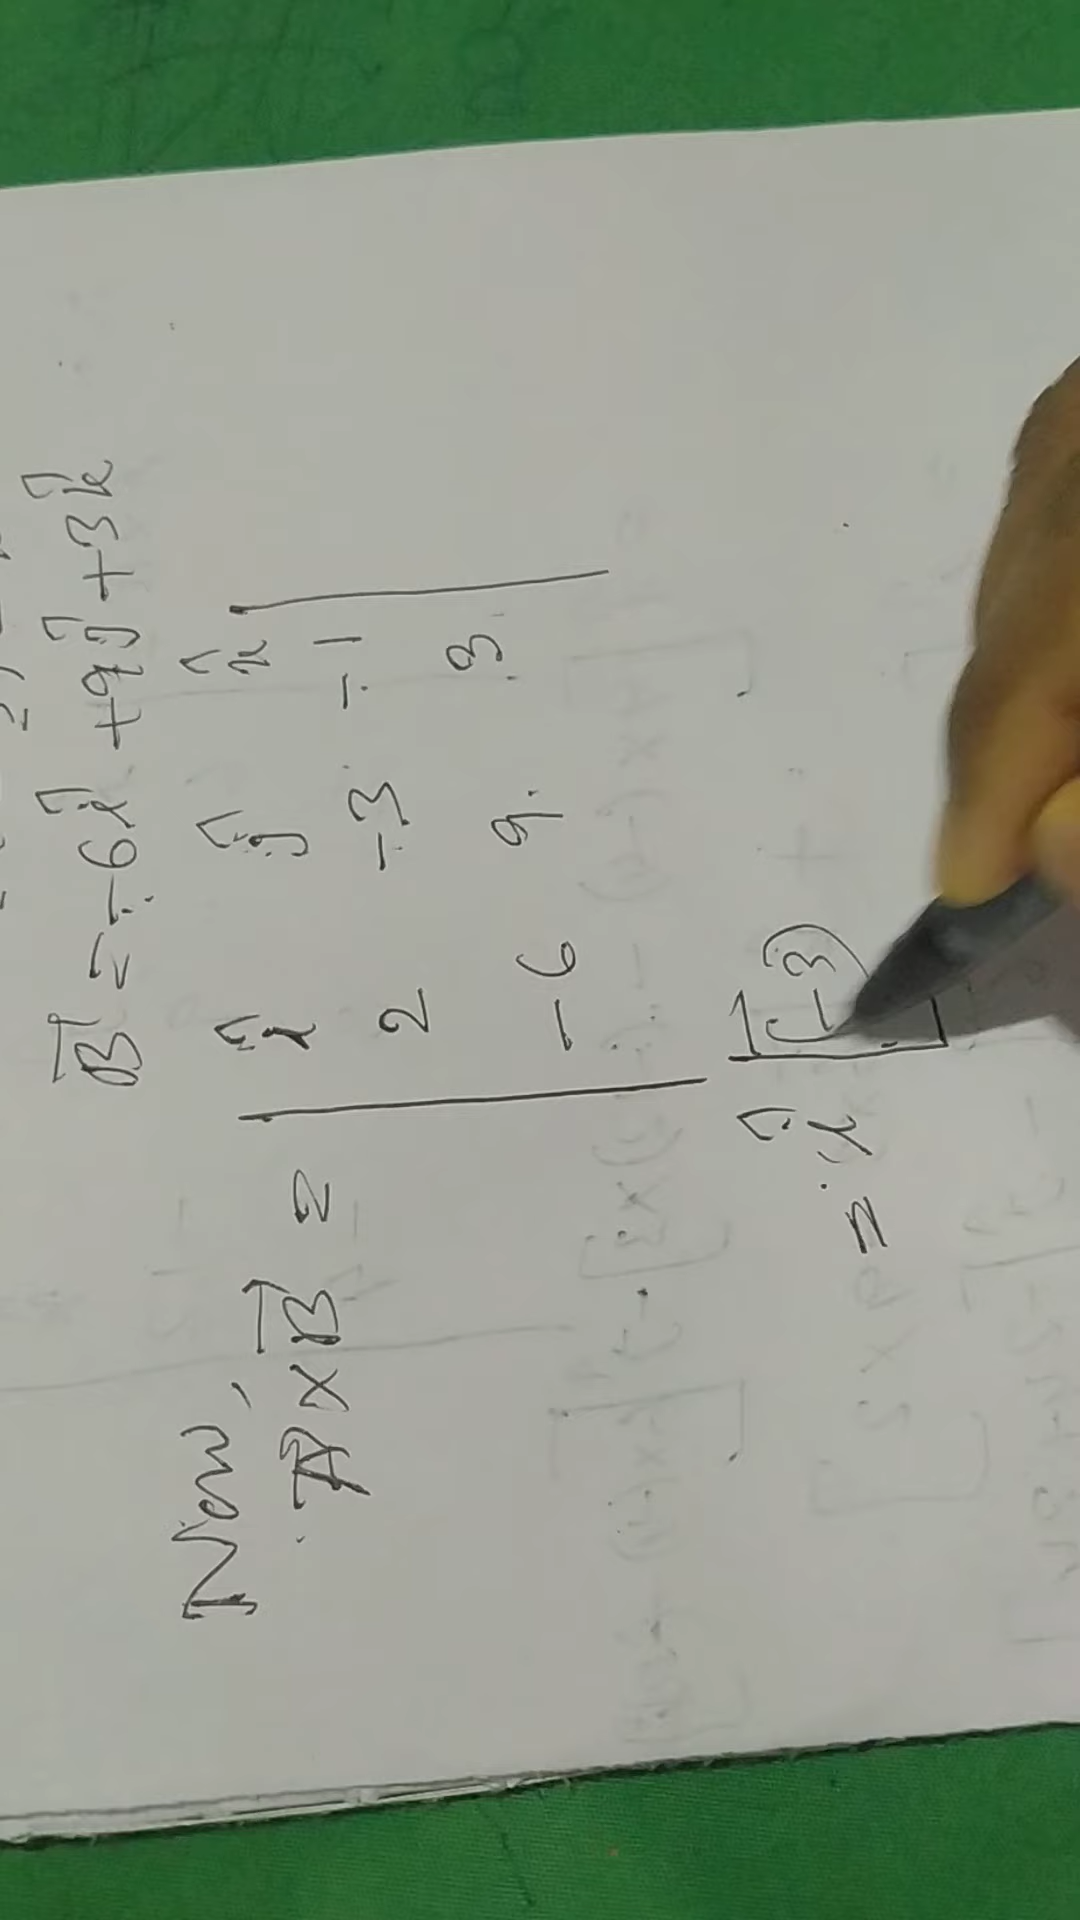 B⃗ = -6î + 9ĵ + 3k̂
Now,
A⃗ × B⃗ = | î ĵ k̂
2 -3 -1
-6 9 3 |
= î [(-3)